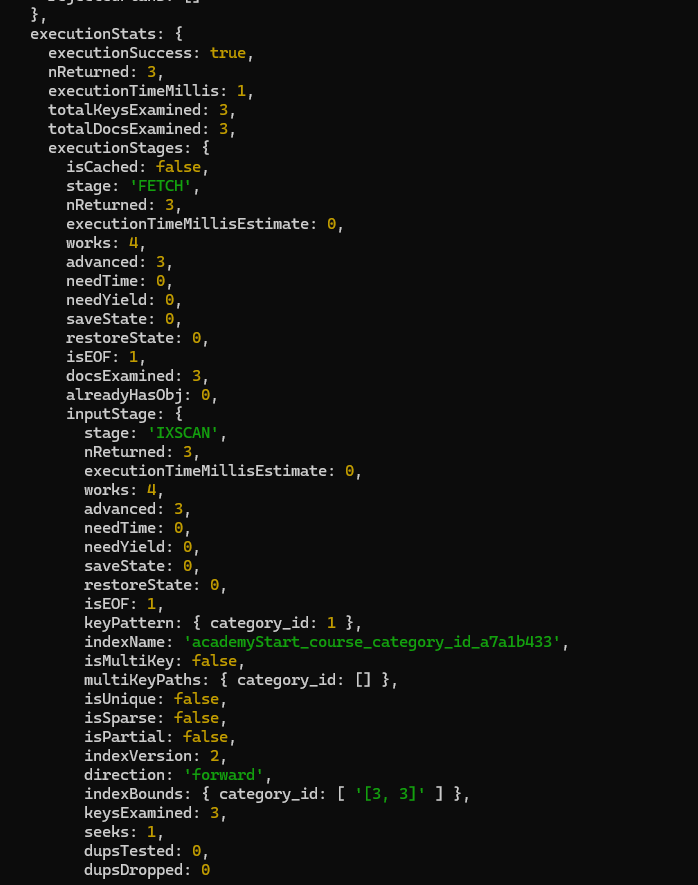 },
executionStats: {
executionSuccess: true,
nReturned: 3,
executionTimeMillis: 1,
totalKeysExamined: 3,
totalDocsExamined: 3,
executionStages: {
isCached: false,
stage: 'FETCH',
nReturned: 3,
executionTimeMillisEstimate: 0,
works: 4,
advanced: 3,
needTime: 0,
needYield: 0,
saveState: 0,
restoreState: 0,
isEOF: 1,
docsExamined: 3,
alreadyHasObj: 0,
inputStage: {
stage: 'IXSCAN',
nReturned: 3,
executionTimeMillisEstimate: 0,
works: 4,
advanced: 3,
needTime: 0,
needYield: 0,
saveState: 0,
restoreState: 0,
isEOF: 1,
keyPattern: { category_id: 1 },
indexName: 'academyStart_course_category_id_a7a1b433',
isMultiKey: false,
multiKeyPaths: { category_id: [] },
isUnique: false,
isSparse: false,
isPartial: false,
indexVersion: 2,
direction: 'forward',
indexBounds: { category_id: [ '[3, 3]' ] },
keysExamined: 3,
seeks: 1,
dupsTested: 0,
dupsDropped: 0